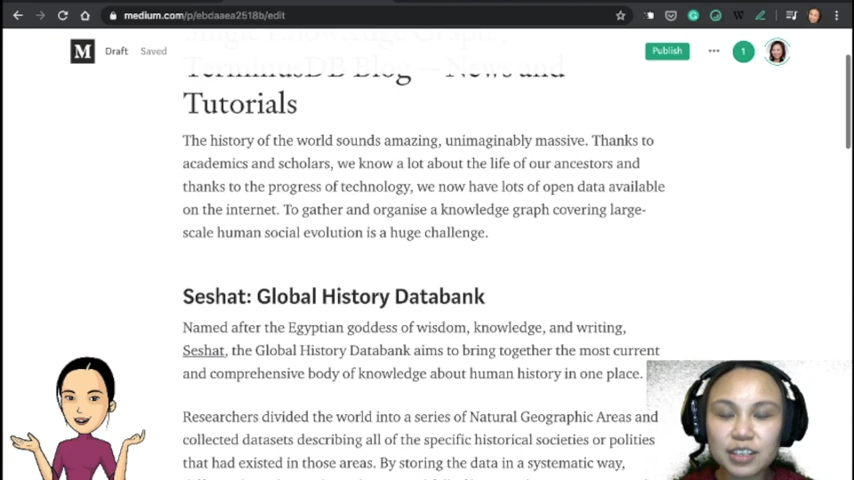 medium.com/p/ebdaaea2518b/edit
M Draft Saved Publish ... 1
Single Knowledge Graph,
TerminusDB Blog — News and
Tutorials
The history of the world sounds amazing, unimaginably massive. Thanks to
academics and scholars, we know a lot about the life of our ancestors and
thanks to the progress of technology, we now have lots of open data available
on the internet. To gather and organise a knowledge graph covering large-
scale human social evolution is a huge challenge.
Seshat: Global History Databank
Named after the Egyptian goddess of wisdom, knowledge, and writing,
Seshat, the Global History Databank aims to bring together the most current
and comprehensive body of knowledge about human history in one place.
Researchers divided the world into a series of Natural Geographic Areas and
collected datasets describing all of the specific historical societies or polities
that had existed in those areas. By storing the data in a systematic way,